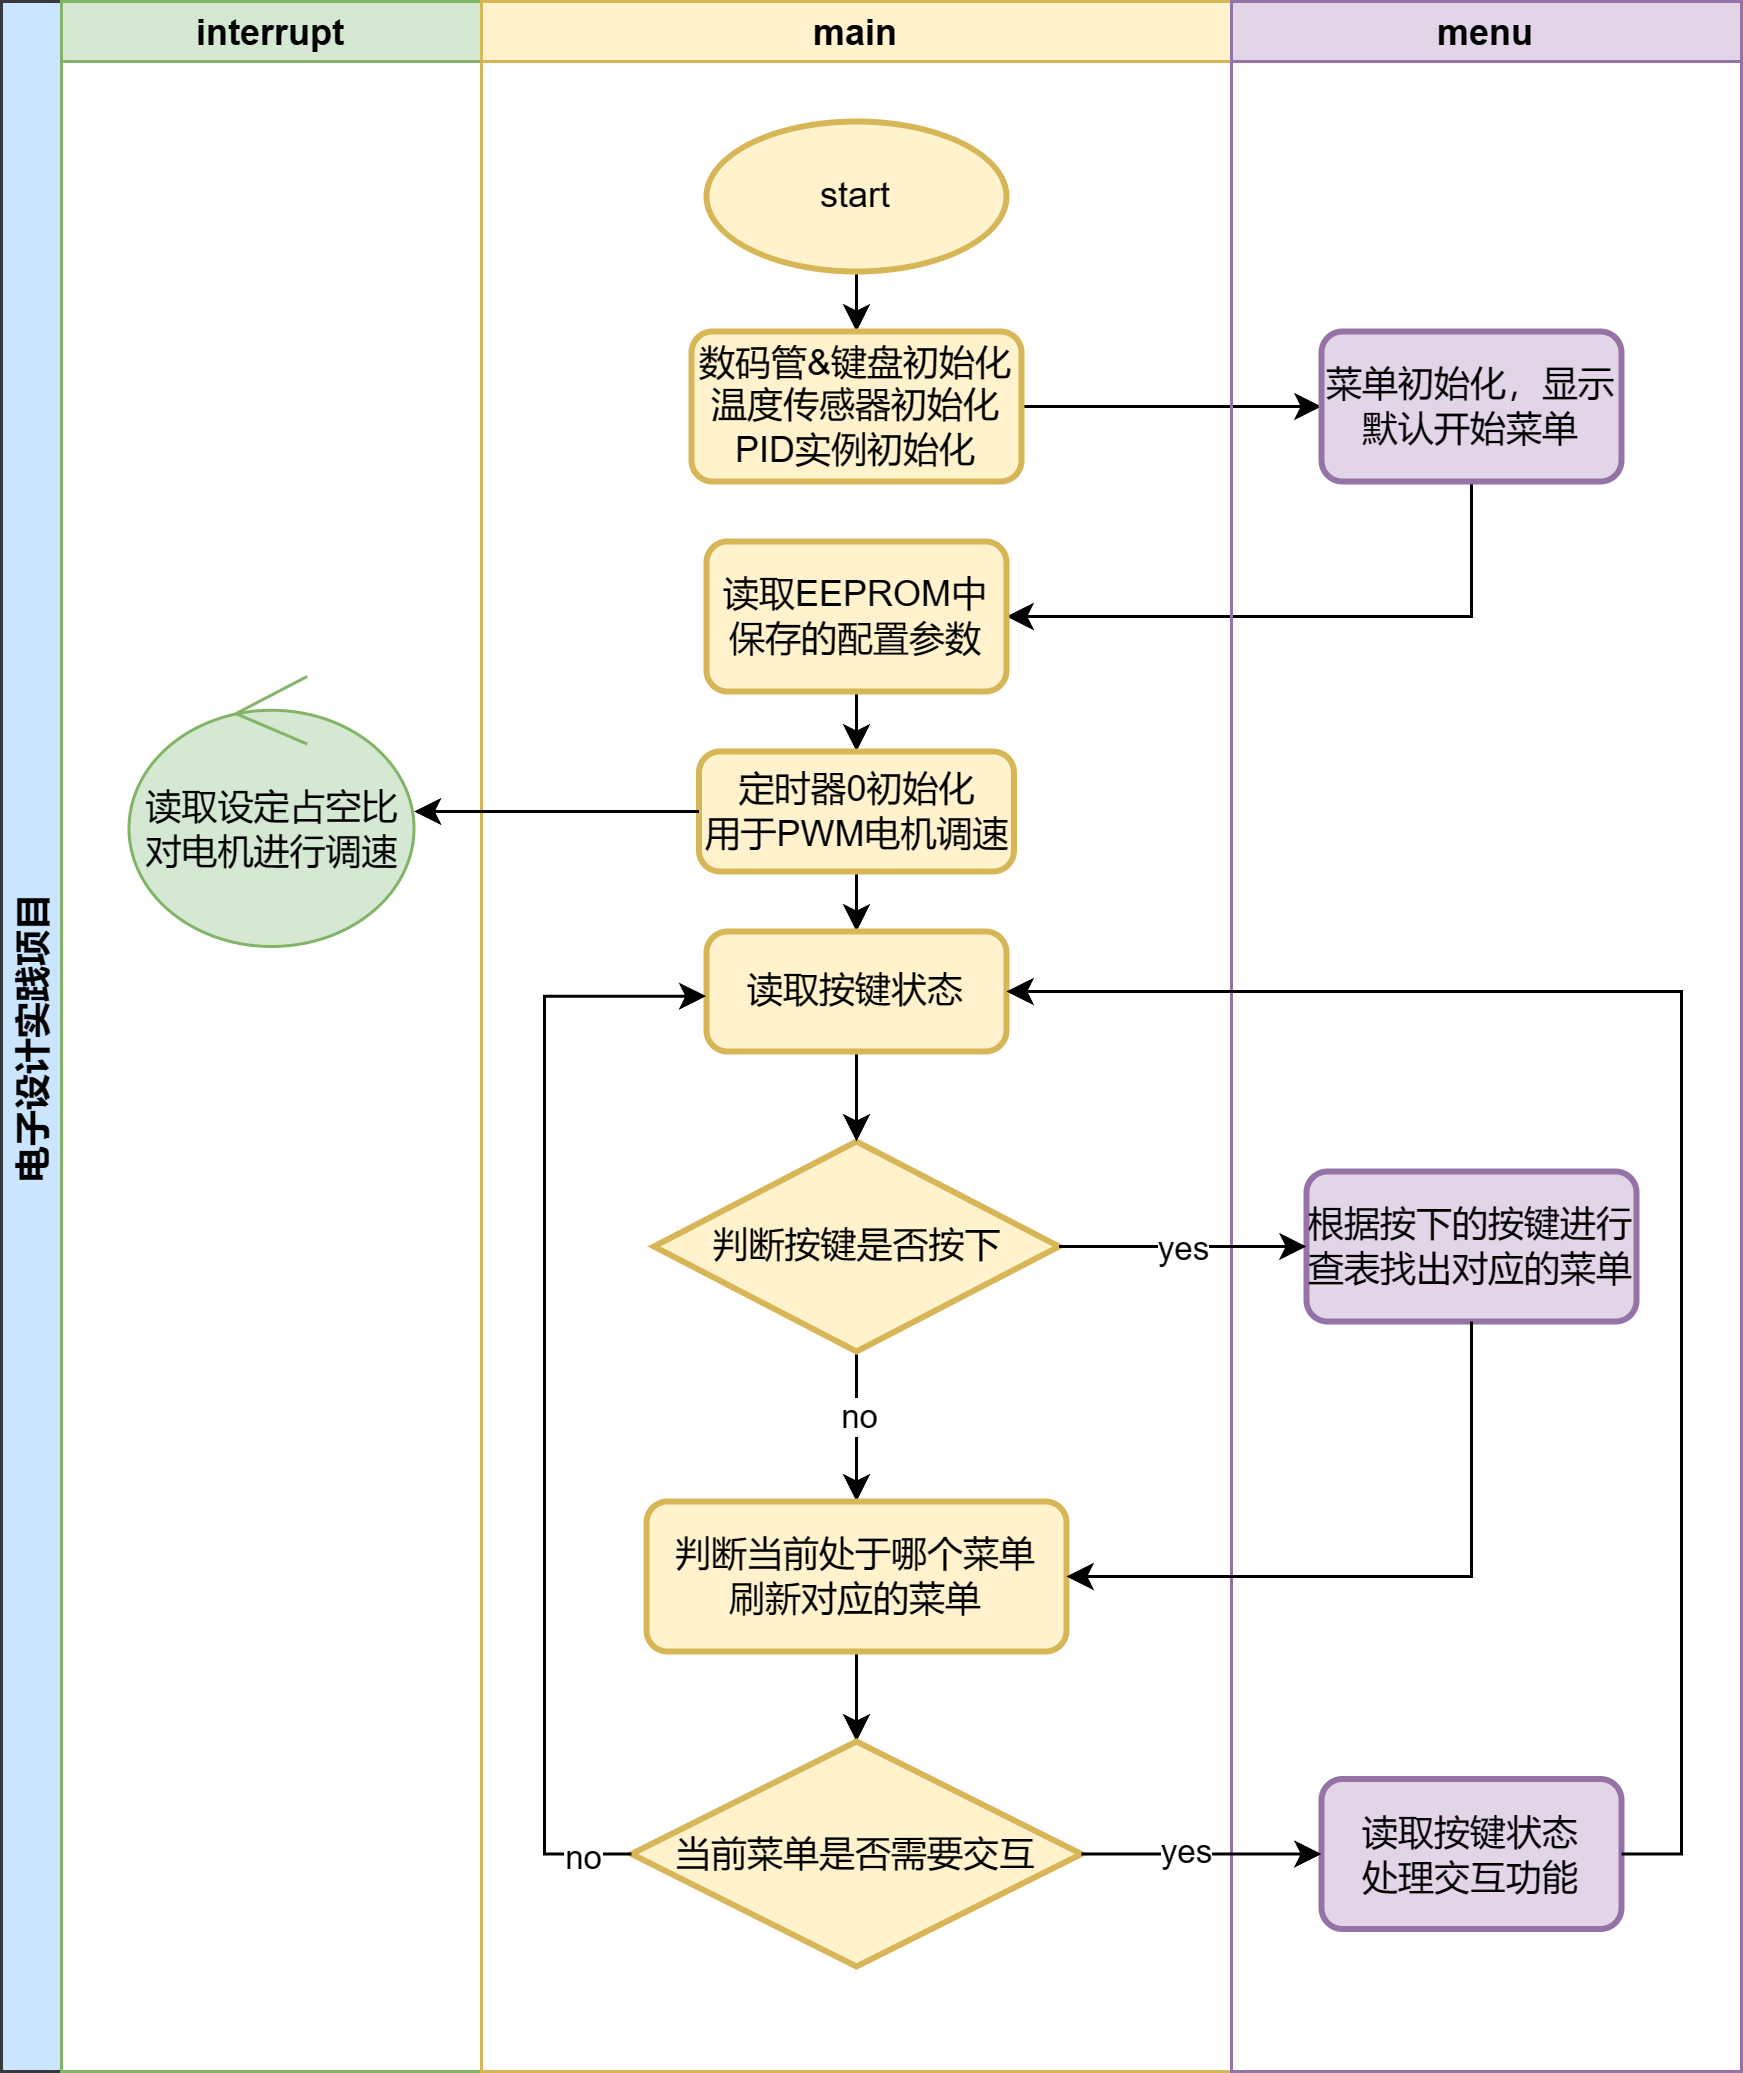 interrupt
main
menu
电子设计实践项目
start
数码管&键盘初始化
温度传感器初始化
PID实例初始化
菜单初始化，显示
默认开始菜单
读取EEPROM中
保存的配置参数
定时器0初始化
用于PWM电机调速
读取设定占空比
对电机进行调速
读取按键状态
判断按键是否按下
yes
根据按下的按键进行
查表找出对应的菜单
no
判断当前处于哪个菜单
刷新对应的菜单
当前菜单是否需要交互
no
yes
读取按键状态
处理交互功能